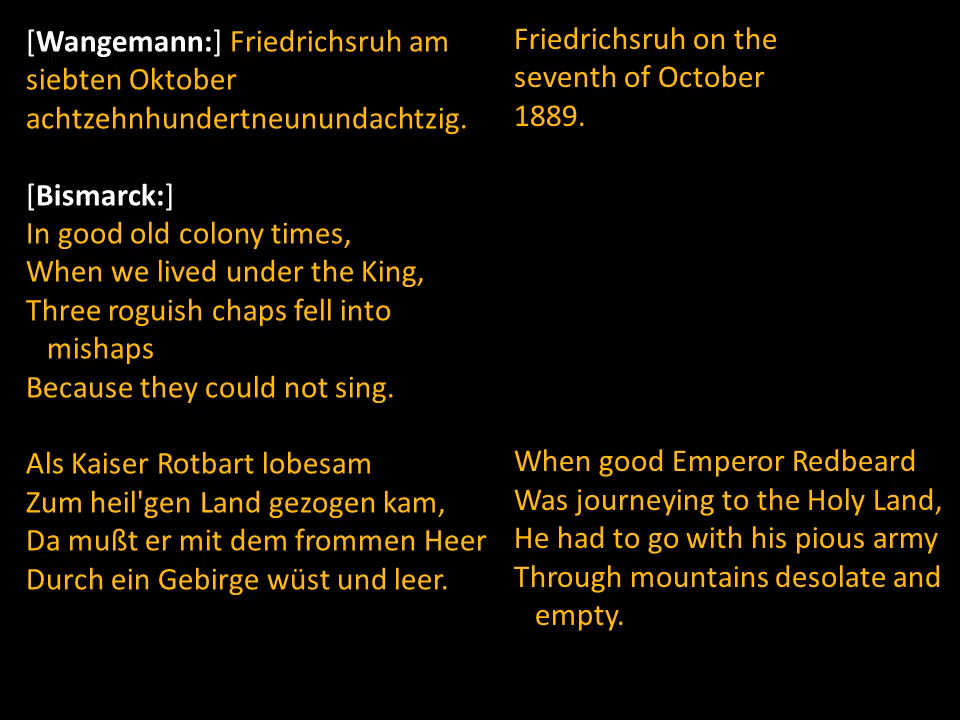 [Wangemann:] Friedrichsruh am
siebten Oktober
achtzehnhundertneunundachtzig.
[Bismarck:]
In good old colony times,
When we lived under the King,
Three roguish chaps fell into
mishaps
Because they could not sing.
Als Kaiser Rotbart lobesam
Zum heil'gen Land gezogen kam,
Da mußt er mit dem frommen Heer
Durch ein Gebirge wüst und leer.
Friedrichsruh on the
seventh of October
1889.
When good Emperor Redbeard
Was journeying to the Holy Land,
He had to go with his pious army
Through mountains desolate and
empty.